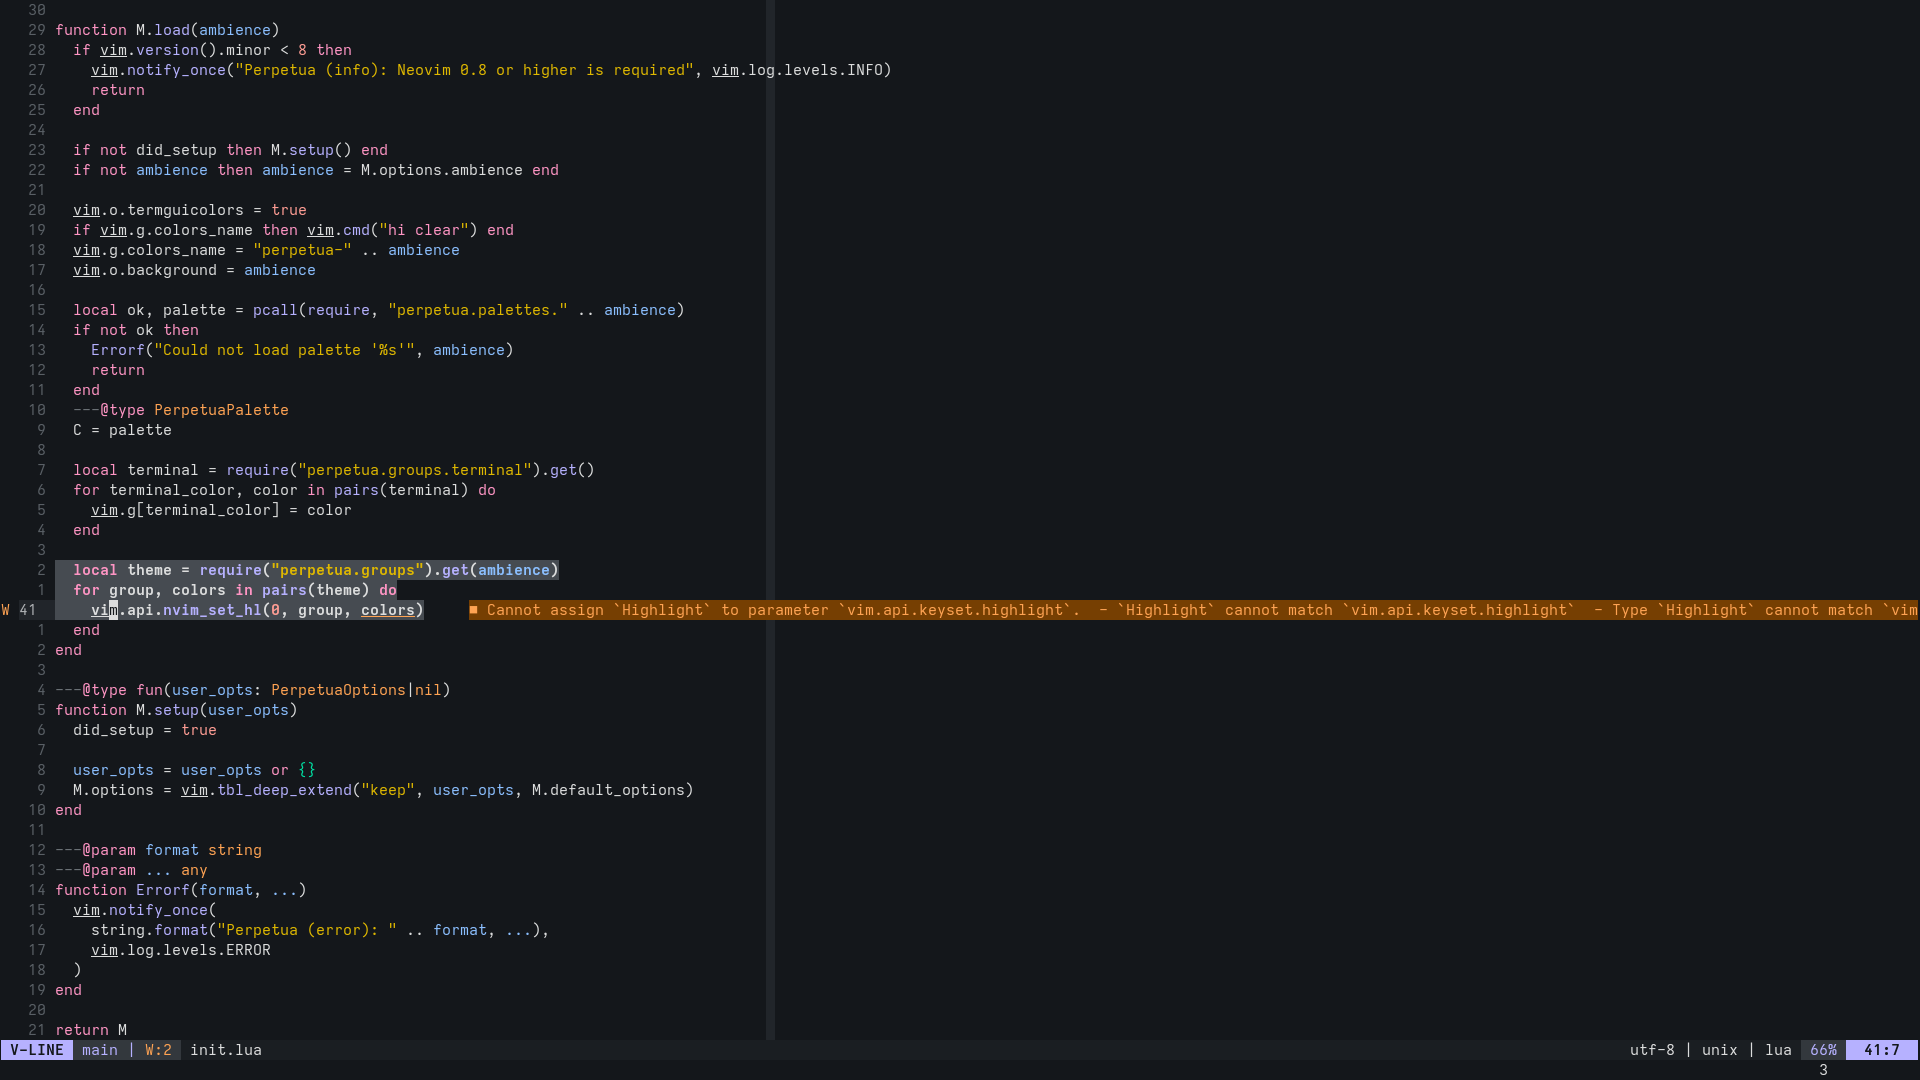 30
29 function M.load(ambience)
28   if vim.version().minor < 8 then
27     vim.notify_once("Perpetua (info): Neovim 0.8 or higher is required", vim.log.levels.INFO)
26     return
25   end
24
23   if not did_setup then M.setup() end
22   if not ambience then ambience = M.options.ambience end
21
20   vim.o.termguicolors = true
19   if vim.g.colors_name then vim.cmd("hi clear") end
18   vim.g.colors_name = "perpetua-" .. ambience
17   vim.o.background = ambience
16
15   local ok, palette = pcall(require, "perpetua.palettes." .. ambience)
14   if not ok then
13     Errorf("Could not load palette '%s'", ambience)
12     return
11   end
10   ---@type PerpetuaPalette
9   C = palette
8
7   local terminal = require("perpetua.groups.terminal").get()
6   for terminal_color, color in pairs(terminal) do
5     vim.g[terminal_color] = color
4   end
3
2   local theme = require("perpetua.groups").get(ambience)
1   for group, colors in pairs(theme) do
W 41     vim.api.nvim_set_hl(0, group, colors)     ■ Cannot assign `Highlight` to parameter `vim.api.keyset.highlight`.  - `Highlight` cannot match `vim.api.keyset.highlight`  - Type `Highlight` cannot match `vim
1   end
2 end
3
4 ---@type fun(user_opts: PerpetuaOptions|nil)
5 function M.setup(user_opts)
6   did_setup = true
7
8   user_opts = user_opts or {}
9   M.options = vim.tbl_deep_extend("keep", user_opts, M.default_options)
10 end
11
12 ---@param format string
13 ---@param ... any
14 function Errorf(format, ...)
15   vim.notify_once(
16     string.format("Perpetua (error): " .. format, ...),
17     vim.log.levels.ERROR
18   )
19 end
20
21 return M
V-LINE main | W:2 init.lua utf-8 | unix | lua 66% 41:7
3